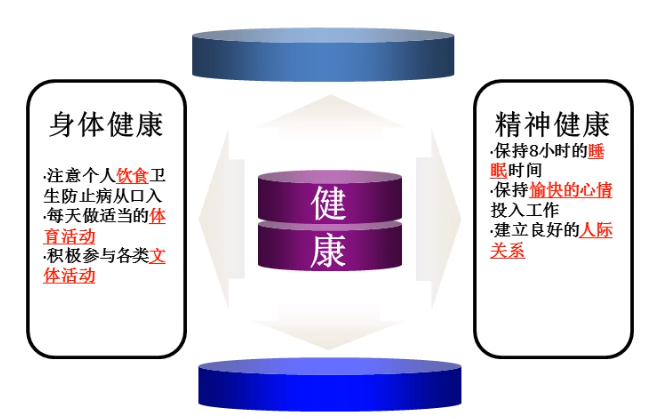 身体健康
·注意个人饮食卫
生防止病从口入
·每天做适当的体
育活动
·积极参与各类文
体活动
健
康
精神健康
·保持8小时的睡
眠时间
·保持愉快的心情
投入工作
·建立良好的人际
关系